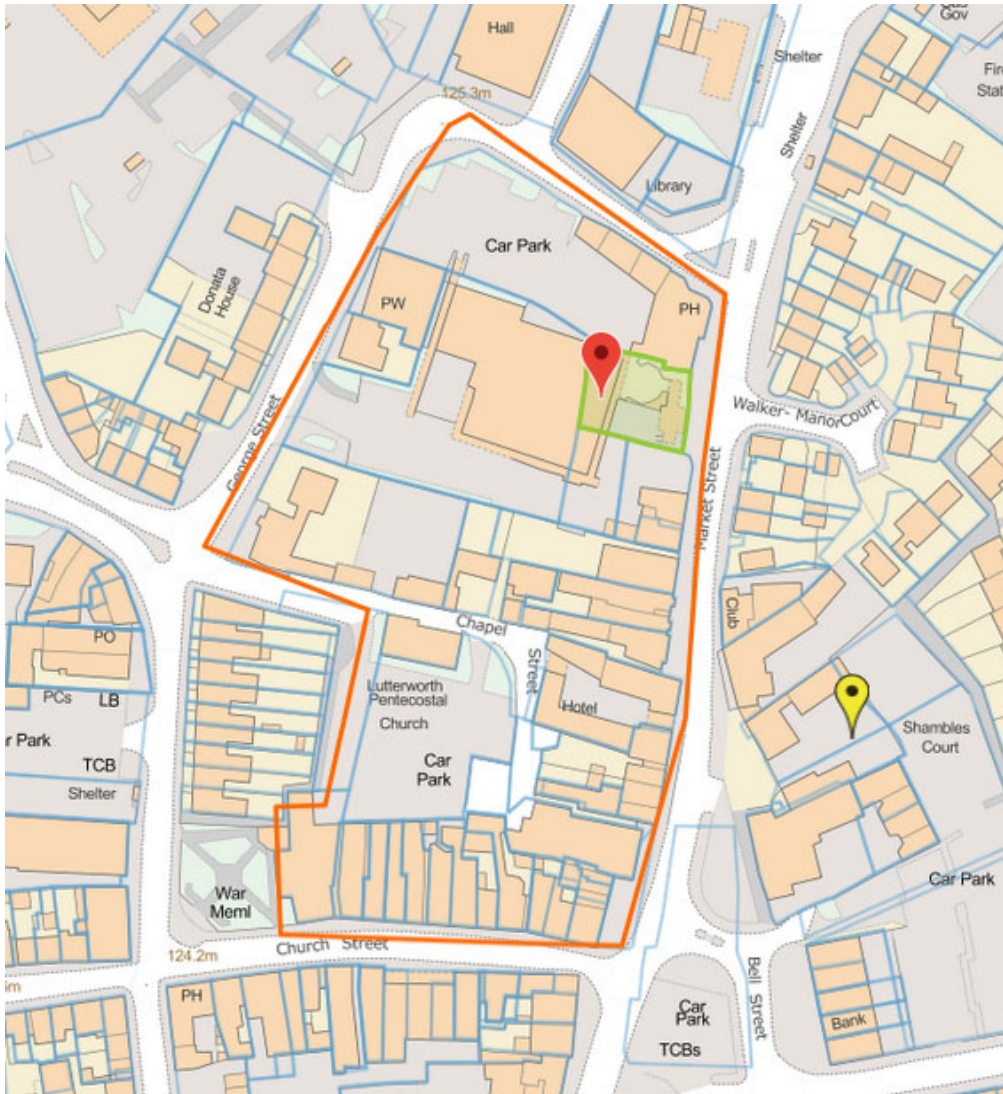 Gov
Hall
Shelter
Fire
125.3m
Shelter
Library
Car Park
Donata
House
PW
PH
Walker- Manor Court
George Street
Market Street
Chapel
Street
Club
PO
PCs
LB
Lutterworth
Pentecostal
Church
Hotel
Shambles
Court
r Park
TCB
Shelter
Car
Park
Car Park
War
Meml
Church Street
124.2m
PH
Bell Street
Car
Park
TCBs
Bank